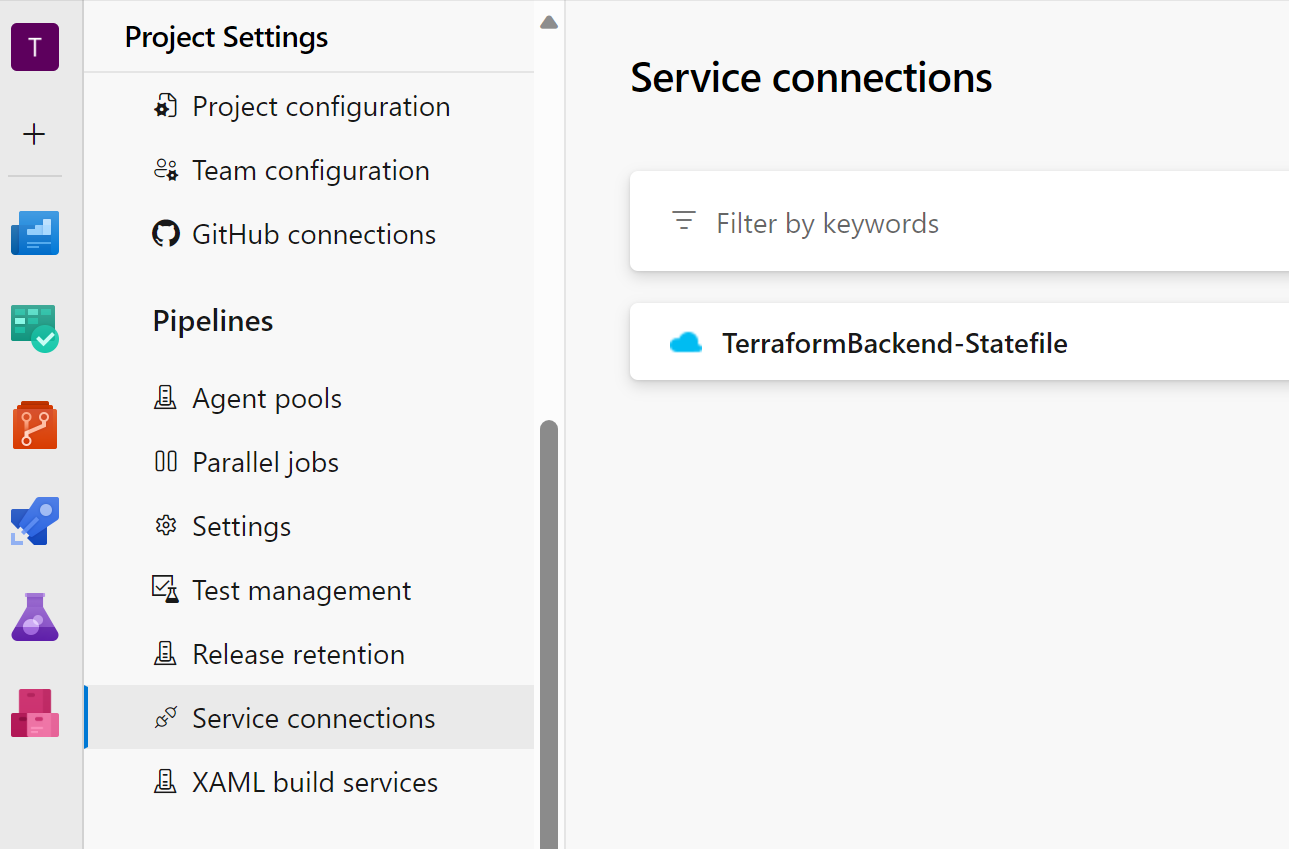 T
Project Settings
Project configuration
Team configuration
GitHub connections
Pipelines
Agent pools
Parallel jobs
Settings
Test management
Release retention
Service connections
XAML build services
Service connections
Filter by keywords
TerraformBackend-Statefile